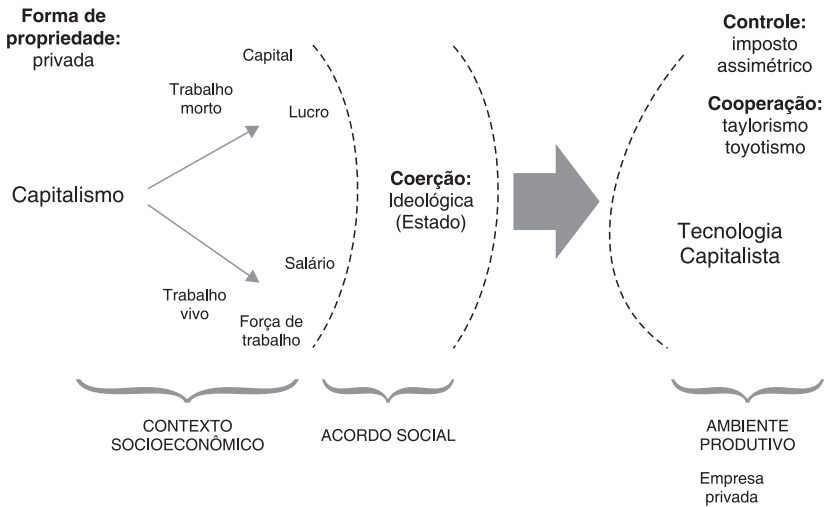 Forma de
propriedade:
privada
Capital
Trabalho
morto
Lucro
Capitalismo
Salário
Trabalho
vivo
Força de
trabalho
CONTEXTO
SOCIOECONÔMICO
Coerção:
Ideológica
(Estado)
ACORDO SOCIAL
Controle:
imposto
assimétrico
Cooperação:
taylorismo
toyotismo
Tecnologia
Capitalista
AMBIENTE
PRODUTIVO
Empresa
privada